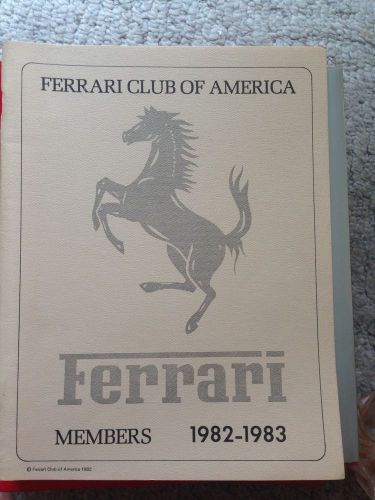 FERRARI CLUB OF AMERICA
Ferrari
MEMBERS 1982-1983
© Ferrari Club of America 1982